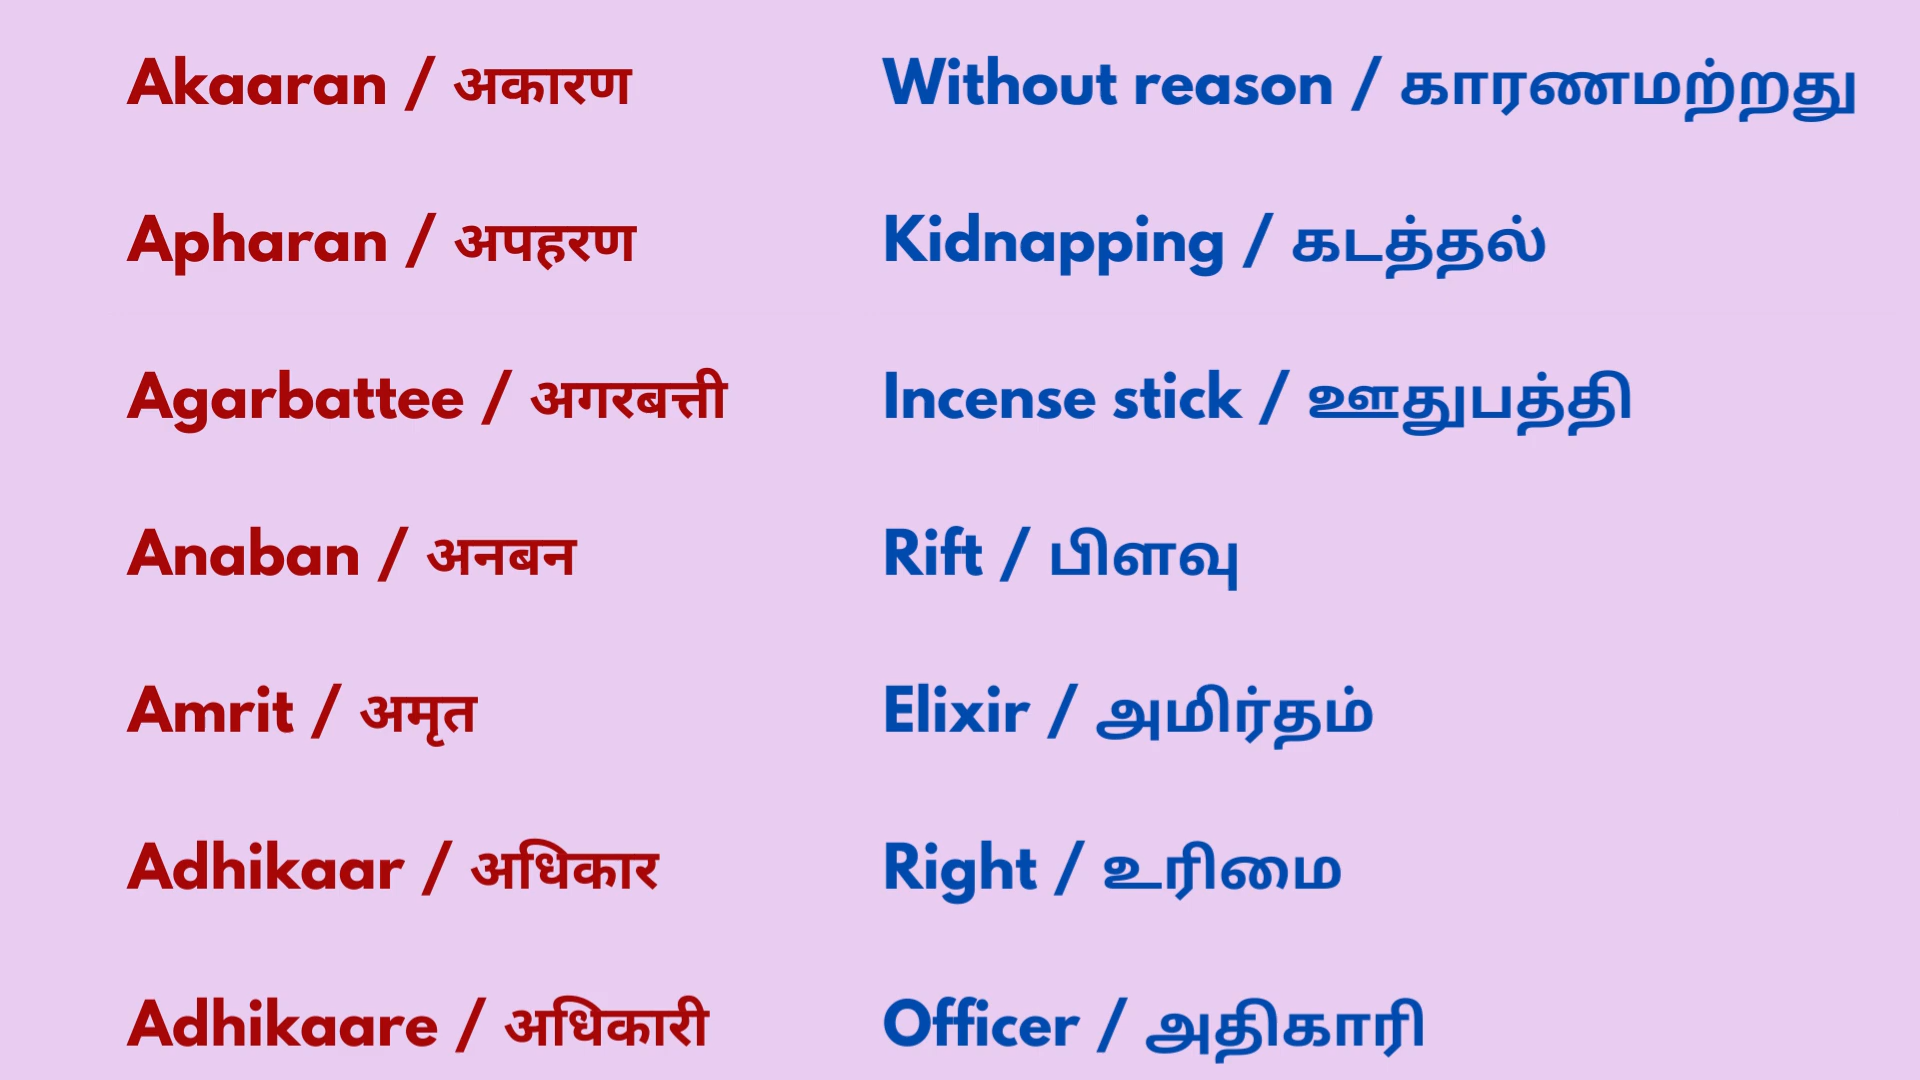 Akaaran / अकारण Without reason / காரணமற்றது
Apharan / अपहरण Kidnapping / கடத்தல்
Agarbattee / अगरबत्ती Incense stick / ஊதுபத்தி
Anaban / अनबन Rift / பிளவு
Amrit / अमृत Elixir / அமிர்தம்
Adhikaar / अधिकार Right / உரிமை
Adhikaare / अधिकारी Officer / அதிகாரி